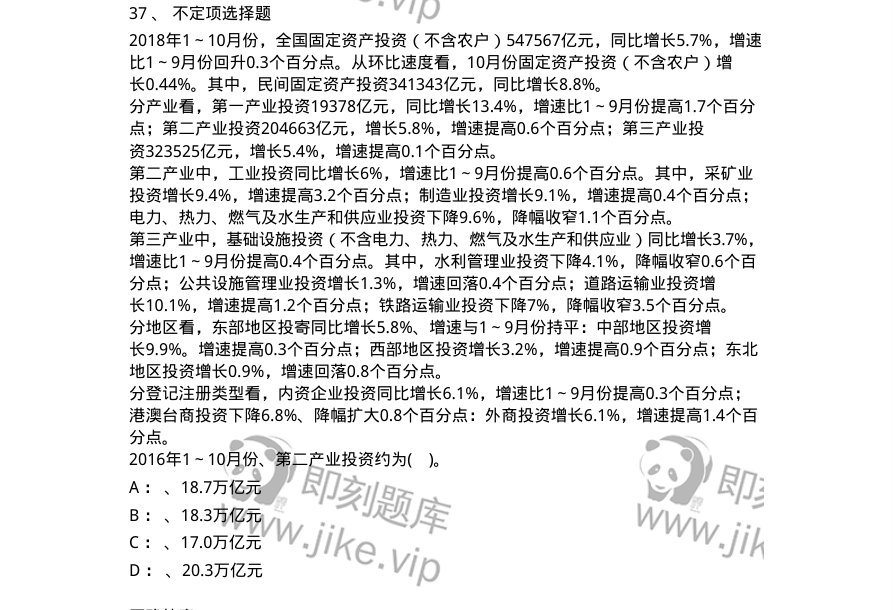 jike.vip
37 、 不定项选择题
2018年1～10月份，全国固定资产投资（不含农户）547567亿元，同比增长5.7%，增速
比1～9月份回升0.3个百分点。从环比速度看，10月份固定资产投资（不含农户）增
长0.44%。其中，民间固定资产投资341343亿元，同比增长8.8%。
分产业看，第一产业投资19378亿元，同比增长13.4%，增速比1～9月份提高1.7个百分
点；第二产业投资204663亿元，增长5.8%，增速提高0.6个百分点；第三产业投
资323525亿元，增长5.4%，增速提高0.1个百分点。
第二产业中，工业投资同比增长6%，增速比1～9月份提高0.6个百分点。其中，采矿业
投资增长9.4%，增速提高3.2个百分点；制造业投资增长9.1%，增速提高0.4个百分点；
电力、热力、燃气及水生产和供应业投资下降9.6%，降幅收窄1.1个百分点。
第三产业中，基础设施投资（不含电力、热力、燃气及水生产和供应业）同比增长3.7%，
增速比1～9月份提高0.4个百分点。其中，水利管理业投资下降4.1%，降幅收窄0.6个百
分点；公共设施管理业投资增长1.3%，增速回落0.4个百分点；道路运输业投资增
长10.1%，增速提高1.2个百分点；铁路运输业投资下降7%，降幅收窄3.5个百分点。
分地区看，东部地区投寄同比增长5.8%、增速与1～9月份持平：中部地区投资增
长9.9%。增速提高0.3个百分点；西部地区投资增长3.2%，增速提高0.9个百分点；东北
地区投资增长0.9%，增速回落0.8个百分点。
分登记注册类型看，内资企业投资同比增长6.1%，增速比1～9月份提高0.3个百分点；
港澳台商投资下降6.8%、降幅扩大0.8个百分点：外商投资增长6.1%，增速提高1.4个百
分点。
2016年1～10月份、第二产业投资约为(    )。
A： 、18.7万亿元
B： 、18.3万亿元
C： 、17.0万亿元
D： 、20.3万亿元
即刻题库
www.jike.vip
即刻
www.jik